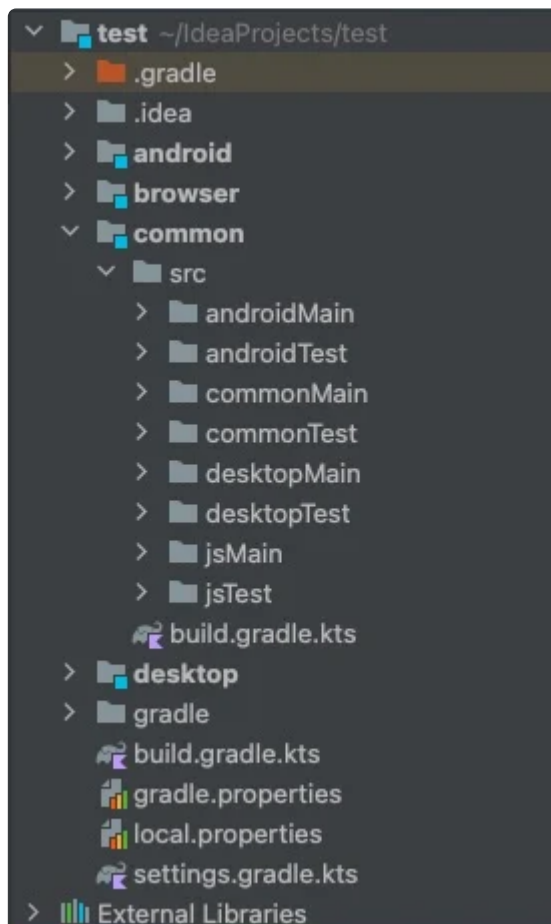 test ~/IdeaProjects/test
.gradle
.idea
android
browser
common
src
androidMain
androidTest
commonMain
commonTest
desktopMain
desktopTest
jsMain
jsTest
build.gradle.kts
desktop
gradle
build.gradle.kts
gradle.properties
local.properties
settings.gradle.kts
External Libraries